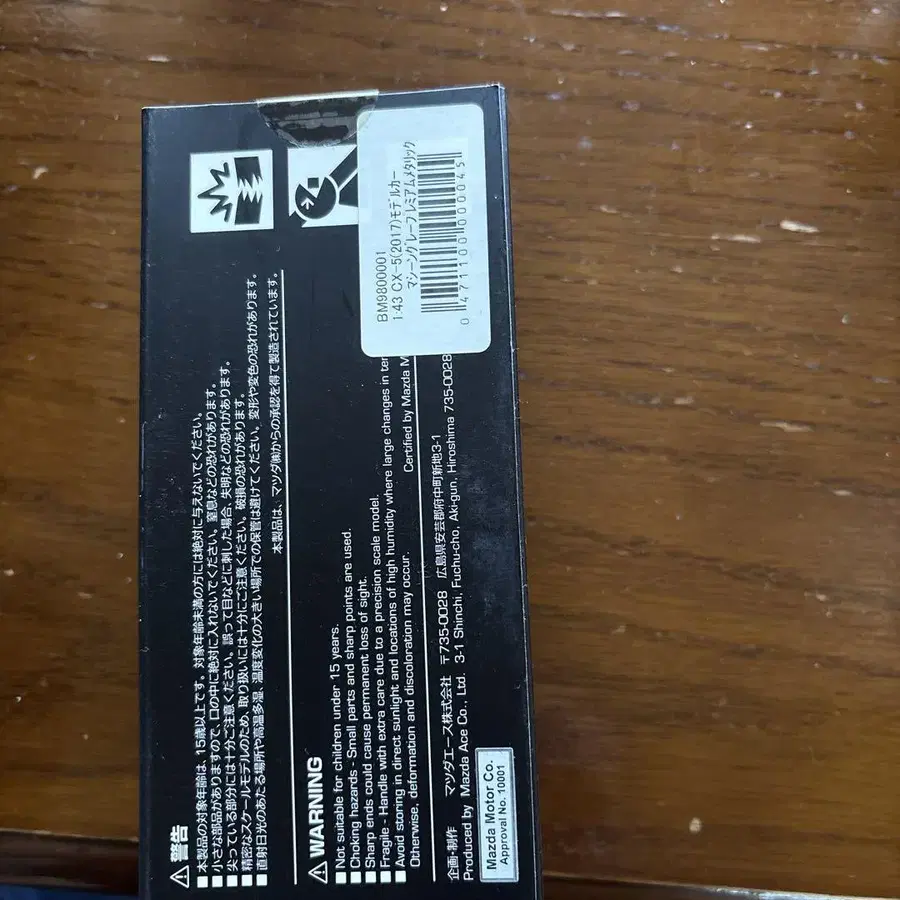 BM9800001
1:43 CX-5(2017)モデルカー
マシーングレープレミアムメタリック
0471100000045
警告
■本製品の対象年齢は、15歳以上です。対象年齢未満の方には絶対に与えないでください。
■小さな部品がありますので、口の中に絶対に入れないでください。窒息などの恐れがあります。
■尖っている部分には十分ご注意ください。誤って目などに刺した場合、失明などの恐れがあります。
■精密なスケールモデルのため、取り扱いには十分にご注意ください。破損の恐れがあります。
■直射日光のあたる場所や高温多湿、温度変化の大きい場所での保管は避けてください。変形や変色の恐れがあります。
本製品は、マツダ㈱からの承認を得て製造されています。
WARNING
■Not suitable for children under 15 years.
■Choking hazards - Small parts and sharp points are used.
■Sharp ends could cause permanent loss of sight.
■Fragile - Handle with extra care due to a precision scale model.
■Avoid storing in direct sunlight and locations of high humidity where large changes in
Otherwise, deformation and discoloration may occur.
Certified by Mazda
企画・制作 マツダエース株式会社 〒735-0028 広島県安芸郡府中町新地3-1
Produced by Mazda Ace Co., Ltd. 3-1 Shinchi, Fuchu-cho, Aki-gun, Hiroshima 735-0028
Mazda Motor Co.
Approval No. 10001